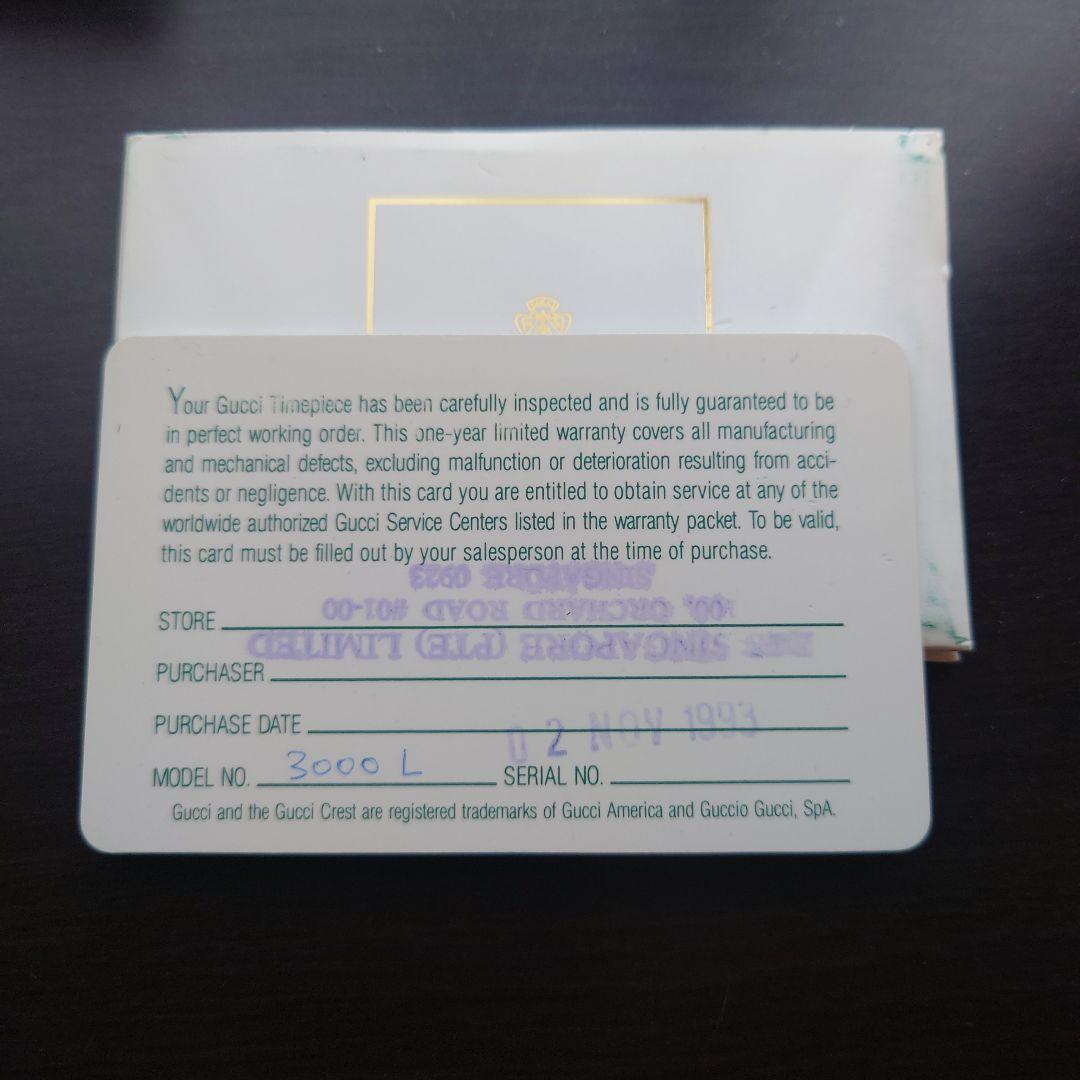 Your Gucci Timepiece has been carefully inspected and is fully guaranteed to be
in perfect working order. This one-year limited warranty covers all manufacturing
and mechanical defects, excluding malfunction or deterioration resulting from acci-
dents or negligence. With this card you are entitled to obtain service at any of the
worldwide authorized Gucci Service Centers listed in the warranty packet. To be valid,
this card must be filled out by your salesperson at the time of purchase.
SINGAPORE 0923
ORCHARD ROAD #01-00
STORE
SINGAPORE (PTE) LIMITED
PURCHASER
PURCHASE DATE 02 NOV 1993
MODEL NO. 3000 L SERIAL NO.
Gucci and the Gucci Crest are registered trademarks of Gucci America and Guccio Gucci, SpA.